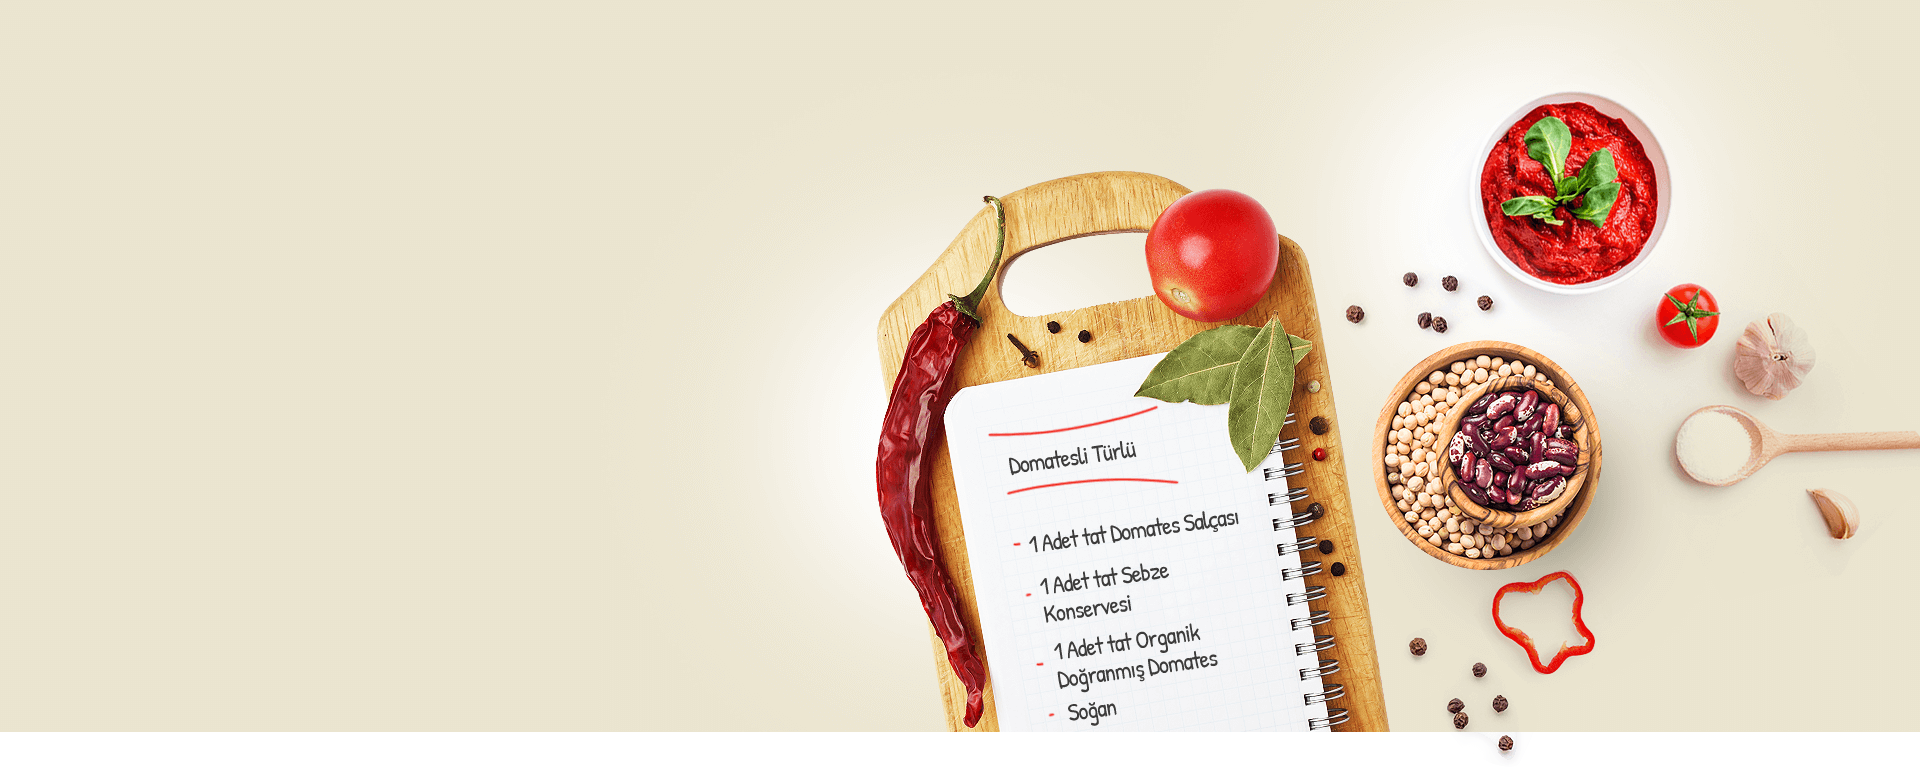 Domatesli Türlü
- 1 Adet tat Domates Salçası
- 1 Adet tat Sebze
Konservesi
- 1 Adet tat Organik
Doğranmış Domates
- Soğan